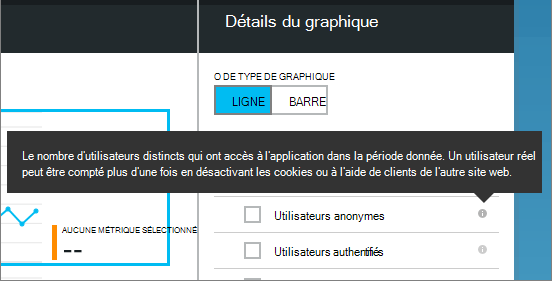 Détails du graphique
O DE TYPE DE GRAPHIQUE
LIGNE
BARRE
Le nombre d'utilisateurs distincts qui ont accès à l'application dans la période donnée. Un utilisateur réel
peut être compté plus d'une fois en désactivant les cookies ou à l'aide de clients de l'autre site web.
Utilisateurs anonymes
AUCUNE MÉTRIQUE SÉLECTIONNÉ
--
Utilisateurs authentifiés